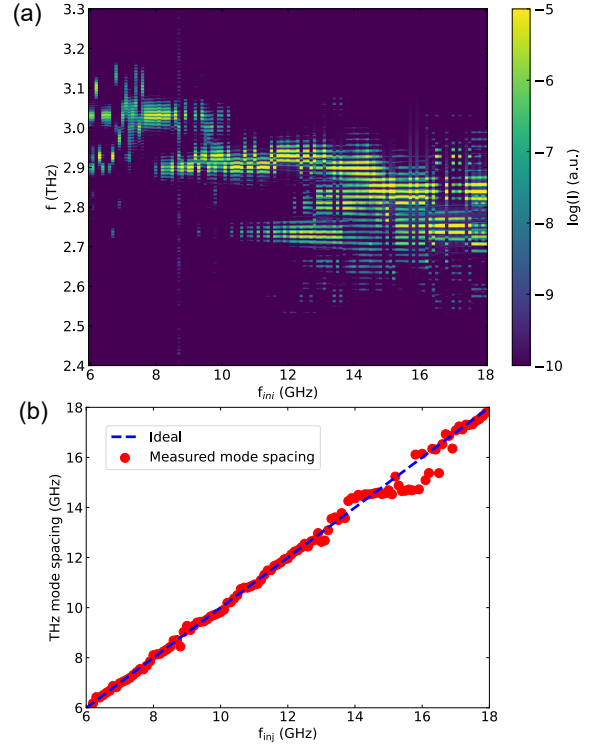 (a)
3.3
3.2
3.1
3.0
2.9
2.8
2.7
2.6
2.5
2.4
f (THz)
6 8 10 12 14 16 18
f_ini (GHz)
−5
−6
−7
−8
−9
−10
log(I) (a.u.)
(b)
18
16
14
12
10
8
6
THz mode spacing (GHz)
Ideal
Measured mode spacing
6 8 10 12 14 16 18
f_inj (GHz)